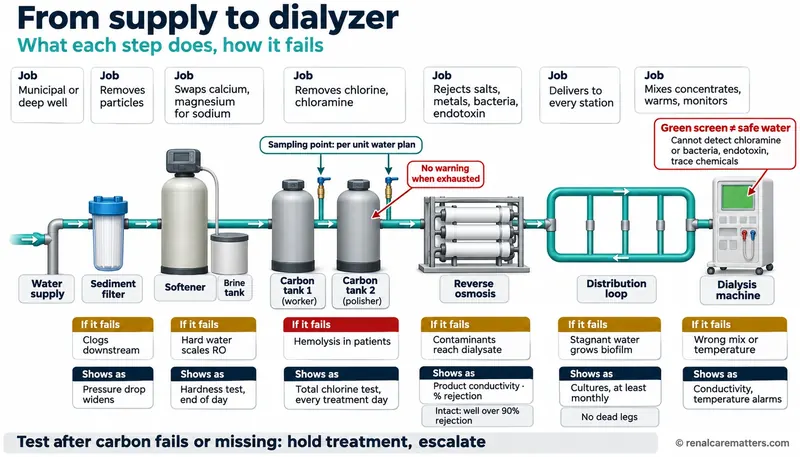 From supply to dialyzer
What each step does, how it fails
Job
Municipal or
deep well
Job
Removes
particles
Job
Swaps calcium,
magnesium
for sodium
Job
Removes chlorine,
chloramine
Job
Rejects salts,
metals, bacteria,
endotoxin
Job
Delivers to
every station
Job
Mixes concentrates,
warms, monitors
Green screen ≠ safe water
Cannot detect chloramine
or bacteria, endotoxin,
trace chemicals
Sampling point: per unit water plan
No warning
when exhausted
Water
supply
Sediment
filter
Softener
Brine
tank
Carbon
tank 1
(worker)
Carbon
tank 2
(polisher)
Reverse
osmosis
Distribution
loop
Dialysis
machine
If it fails
Clogs
downstream
If it fails
Hard water
scales RO
If it fails
Hemolysis in patients
If it fails
Contaminants
reach dialysate
If it fails
Stagnant water
grows biofilm
If it fails
Wrong mix or
temperature
Shows as
Pressure drop
widens
Shows as
Hardness test,
end of day
Shows as
Total chlorine test,
every treatment day
Shows as
Product conductivity -
% rejection
Intact: well over 90%
rejection
Shows as
Cultures, at least
monthly
No dead legs
Shows as
Conductivity,
temperature alarms
Test after carbon fails or missing: hold treatment, escalate
© renalcarematters.com